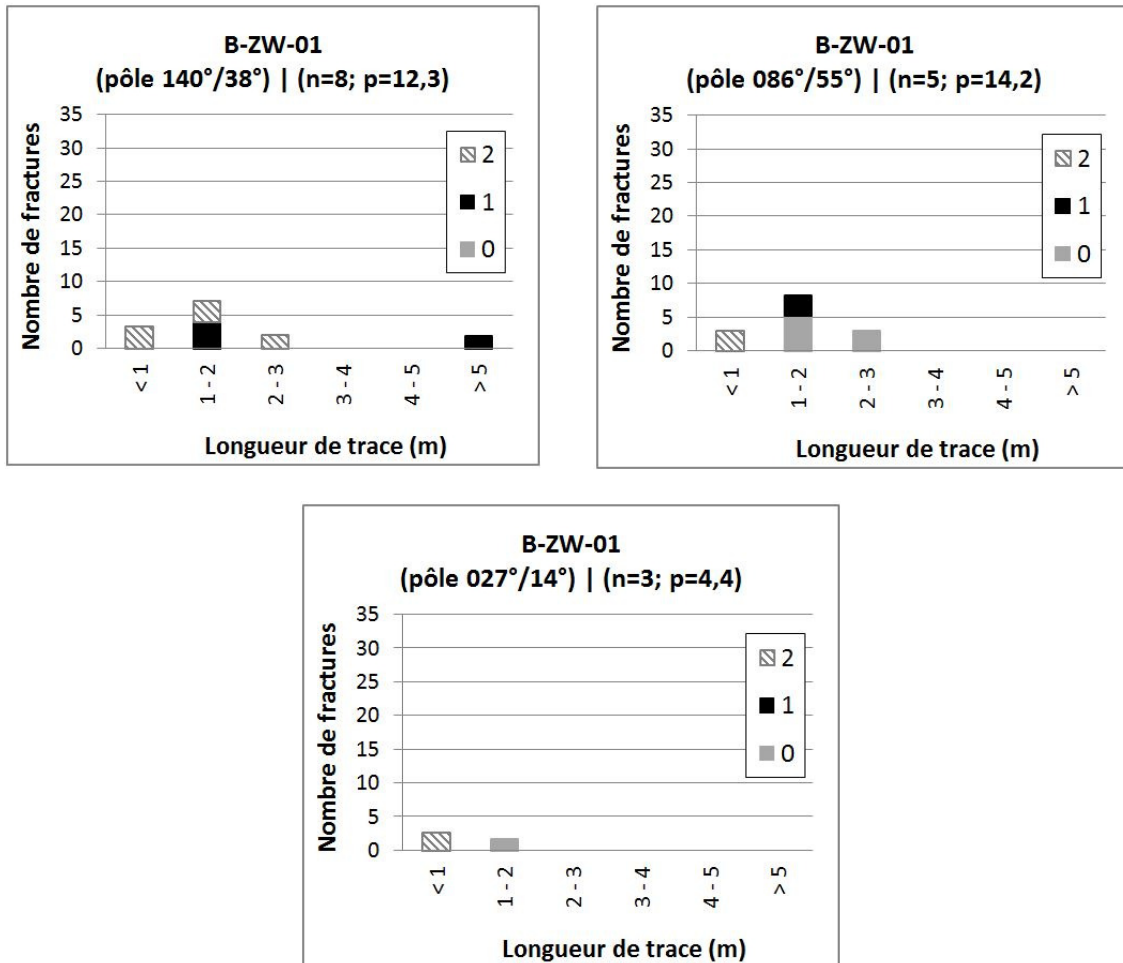 B-ZW-01
(pôle 140°/38°) | (n=8; p=12,3)
Nombre de fractures
35
30
25
20
15
10
5
0
2
1
0
< 1
1 - 2
2 - 3
3 - 4
4 - 5
> 5
Longueur de trace (m)
B-ZW-01
(pôle 086°/55°) | (n=5; p=14,2)
Nombre de fractures
35
30
25
20
15
10
5
0
2
1
0
< 1
1 - 2
2 - 3
3 - 4
4 - 5
> 5
Longueur de trace (m)
B-ZW-01
(pôle 027°/14°) | (n=3; p=4,4)
Nombre de fractures
35
30
25
20
15
10
5
0
2
1
0
< 1
1 - 2
2 - 3
3 - 4
4 - 5
> 5
Longueur de trace (m)